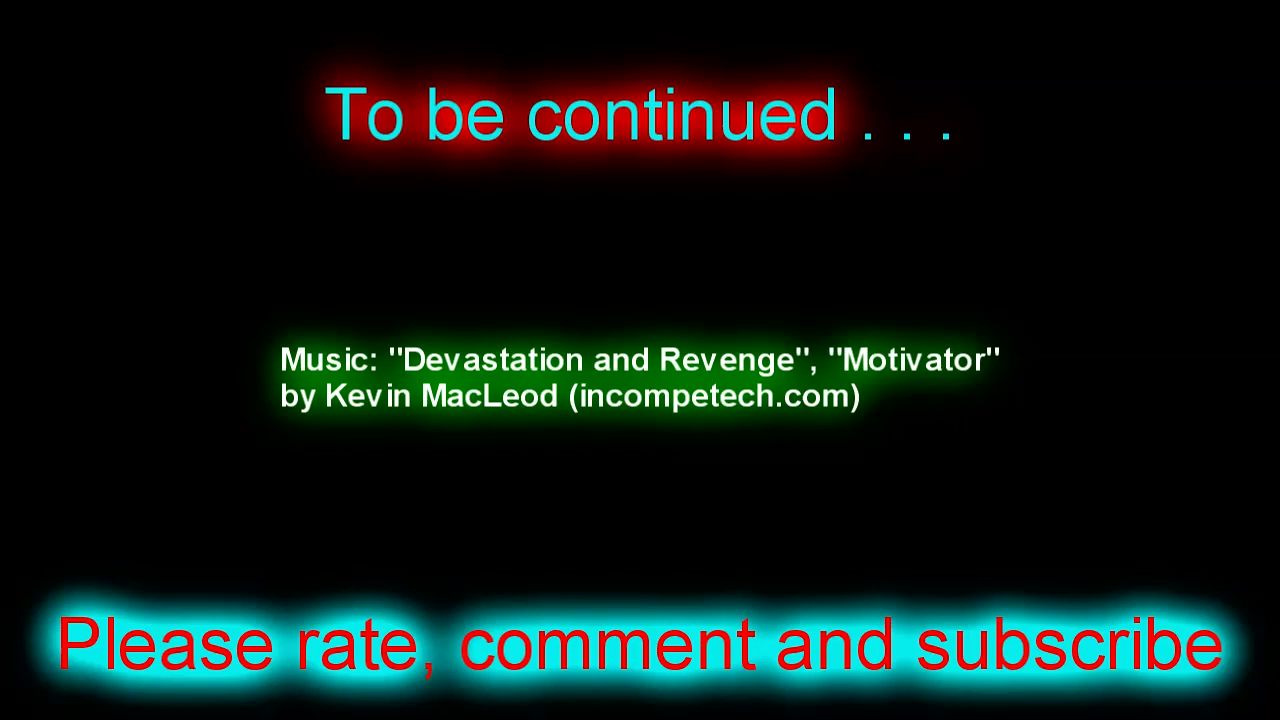 To be continued . . .
Music: "Devastation and Revenge", "Motivator"
by Kevin MacLeod (incompetech.com)
Please rate, comment and subscribe